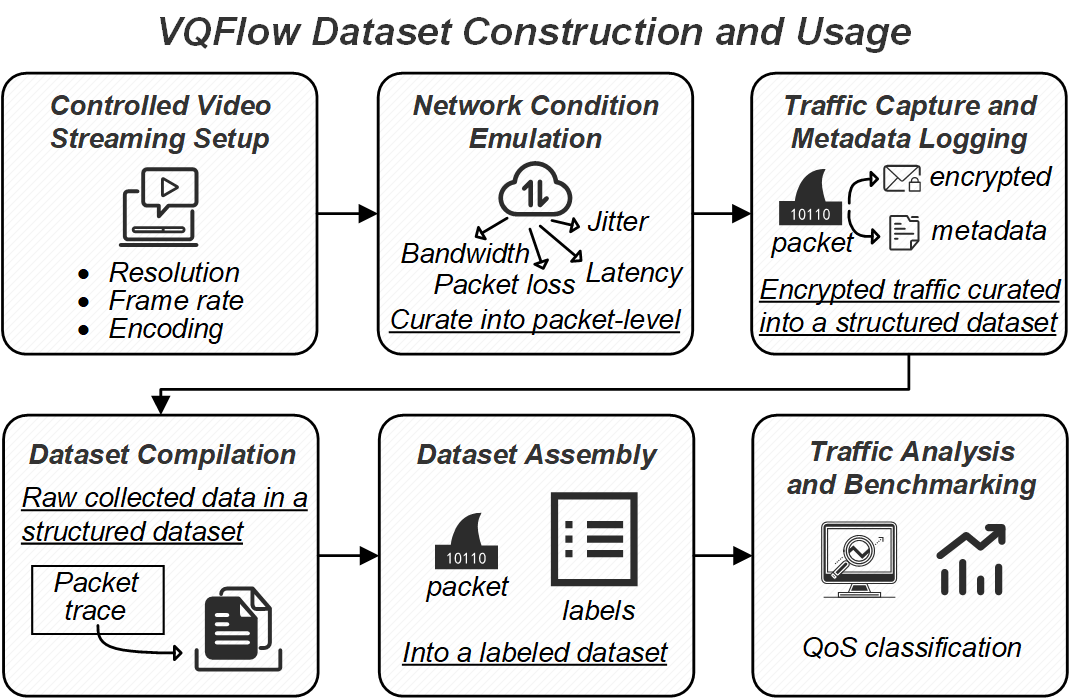 VQFlow Dataset Construction and Usage
Controlled Video
Streaming Setup
• Resolution
• Frame rate
• Encoding
Network Condition
Emulation
Jitter
Bandwidth
Latency
Packet loss
Curate into packet-level
Traffic Capture and
Metadata Logging
encrypted
10110
packet
metadata
Encrypted traffic curated
into a structured dataset
Dataset Compilation
Raw collected data in a
structured dataset
Packet
trace
Dataset Assembly
10110
packet
labels
Into a labeled dataset
Traffic Analysis
and Benchmarking
QoS classification